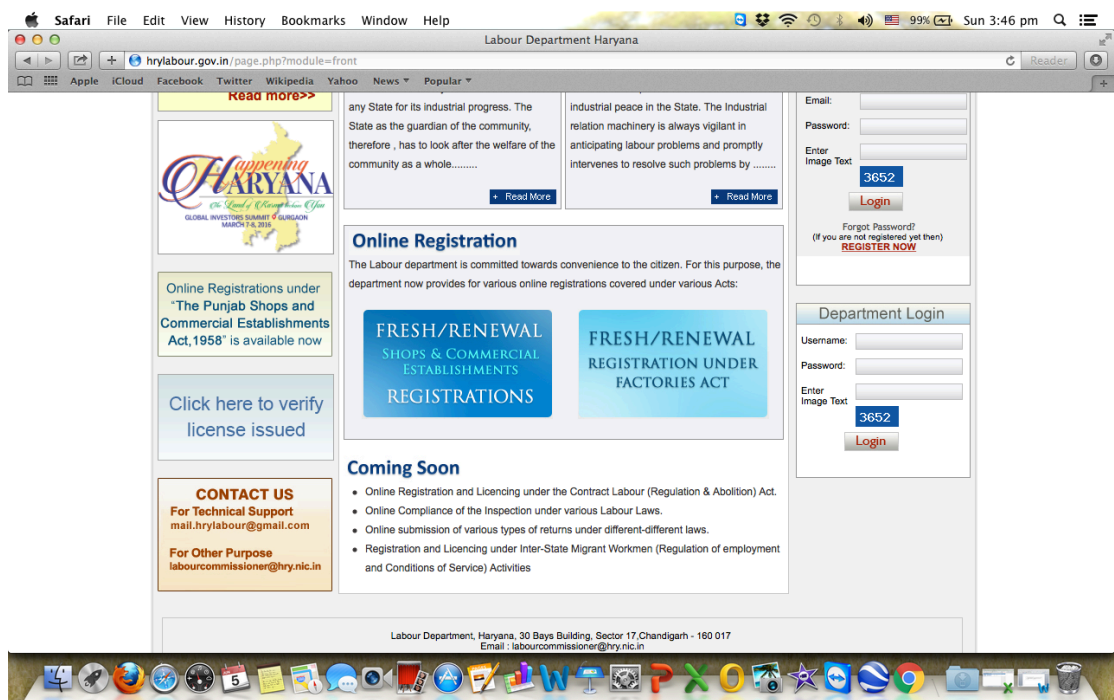 Safari File Edit View History Bookmarks Window Help 99% Sun 3:46 pm
Labour Department Haryana
hrylabour.gov.in/page.php?module=front Reader
Apple iCloud Facebook Twitter Wikipedia Yahoo News Popular
Read more>>
Happening
HARYANA
GLOBAL INVESTORS SUMMIT GURGAON
MARCH 7-8, 2016
Online Registrations under
"The Punjab Shops and
Commercial Establishments
Act,1958" is available now
Click here to verify
license issued
CONTACT US
For Technical Support
mail.hrylabour@gmail.com
For Other Purpose
labourcommissioner@hry.nic.in
any State for its industrial progress. The
State as the guardian of the community,
therefore , has to look after the welfare of the
community as a whole.........
+ Read More
industrial peace in the State. The Industrial
relation machinery is always vigilant in
anticipating labour problems and promptly
intervenes to resolve such problems by ........
+ Read More
Online Registration
The Labour department is committed towards convenience to the citizen. For this purpose, the
department now provides for various online registrations covered under various Acts:
FRESH/RENEWAL
SHOPS & COMMERCIAL
ESTABLISHMENTS
REGISTRATIONS
FRESH/RENEWAL
REGISTRATION UNDER
FACTORIES ACT
Coming Soon
• Online Registration and Licencing under the Contract Labour (Regulation & Abolition) Act.
• Online Compliance of the Inspection under various Labour Laws.
• Online submission of various types of returns under different-different laws.
• Registration and Licencing under Inter-State Migrant Workmen (Regulation of employment
and Conditions of Service) Activities
Email:
Password:
Enter
Image Text
3652
Login
Forgot Password?
(If you are not registered yet then)
REGISTER NOW
Department Login
Username:
Password:
Enter
Image Text
3652
Login
Labour Department, Haryana, 30 Bays Building, Sector 17,Chandigarh - 160 017
Email : labourcommissioner@hry.nic.in
5